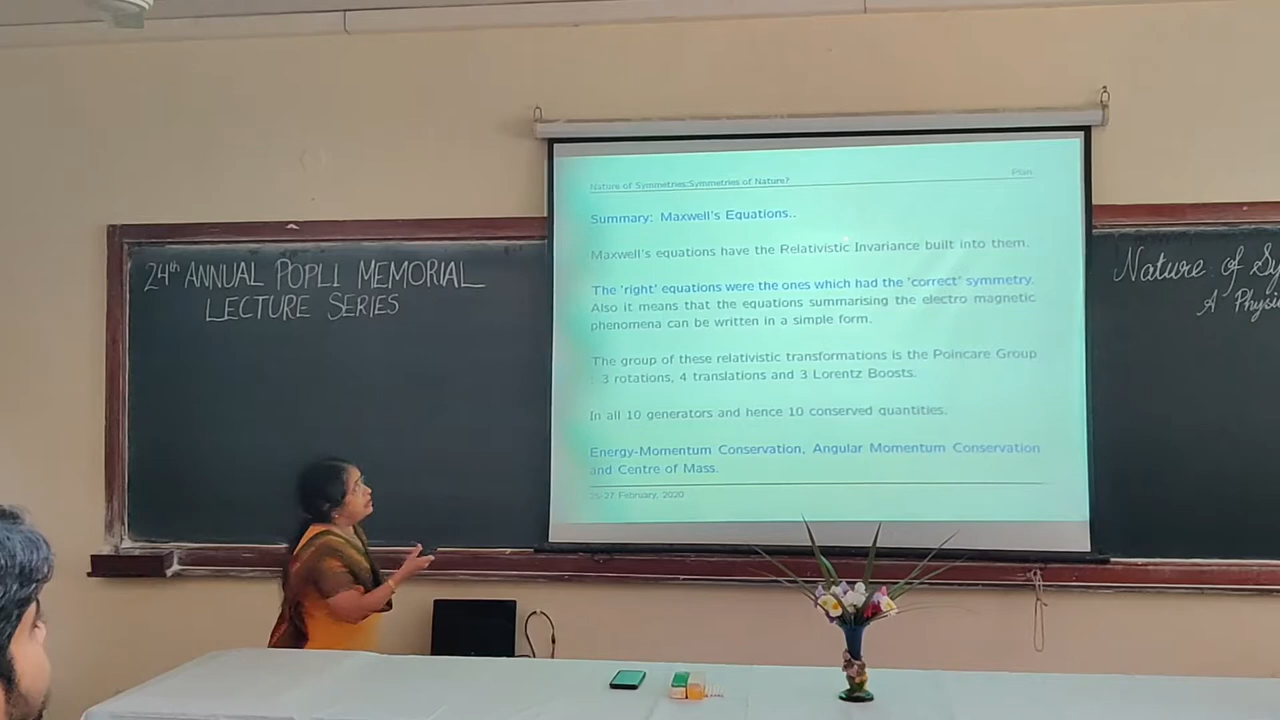 24th ANNUAL POPLI MEMORIAL
LECTURE SERIES
Nature of Symmetries:Symmetries of Nature?
Plan
Summary: Maxwell's Equations..
Maxwell's equations have the Relativistic Invariance built into them.
The 'right' equations were the ones which had the 'correct' symmetry.
Also it means that the equations summarising the electro magnetic
phenomena can be written in a simple form.
The group of these relativistic transformations is the Poincare Group
: 3 rotations, 4 translations and 3 Lorentz Boosts.
In all 10 generators and hence 10 conserved quantities.
Energy-Momentum Conservation, Angular Momentum Conservation
and Centre of Mass.
25-27 February, 2020
Nature of Sy
A Phys